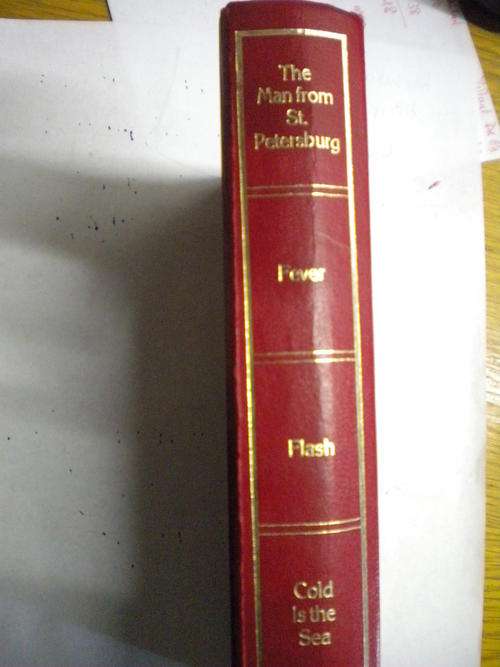 The
Man from
St.
Petersburg
Fever
Flash
Cold
Is the
Sea